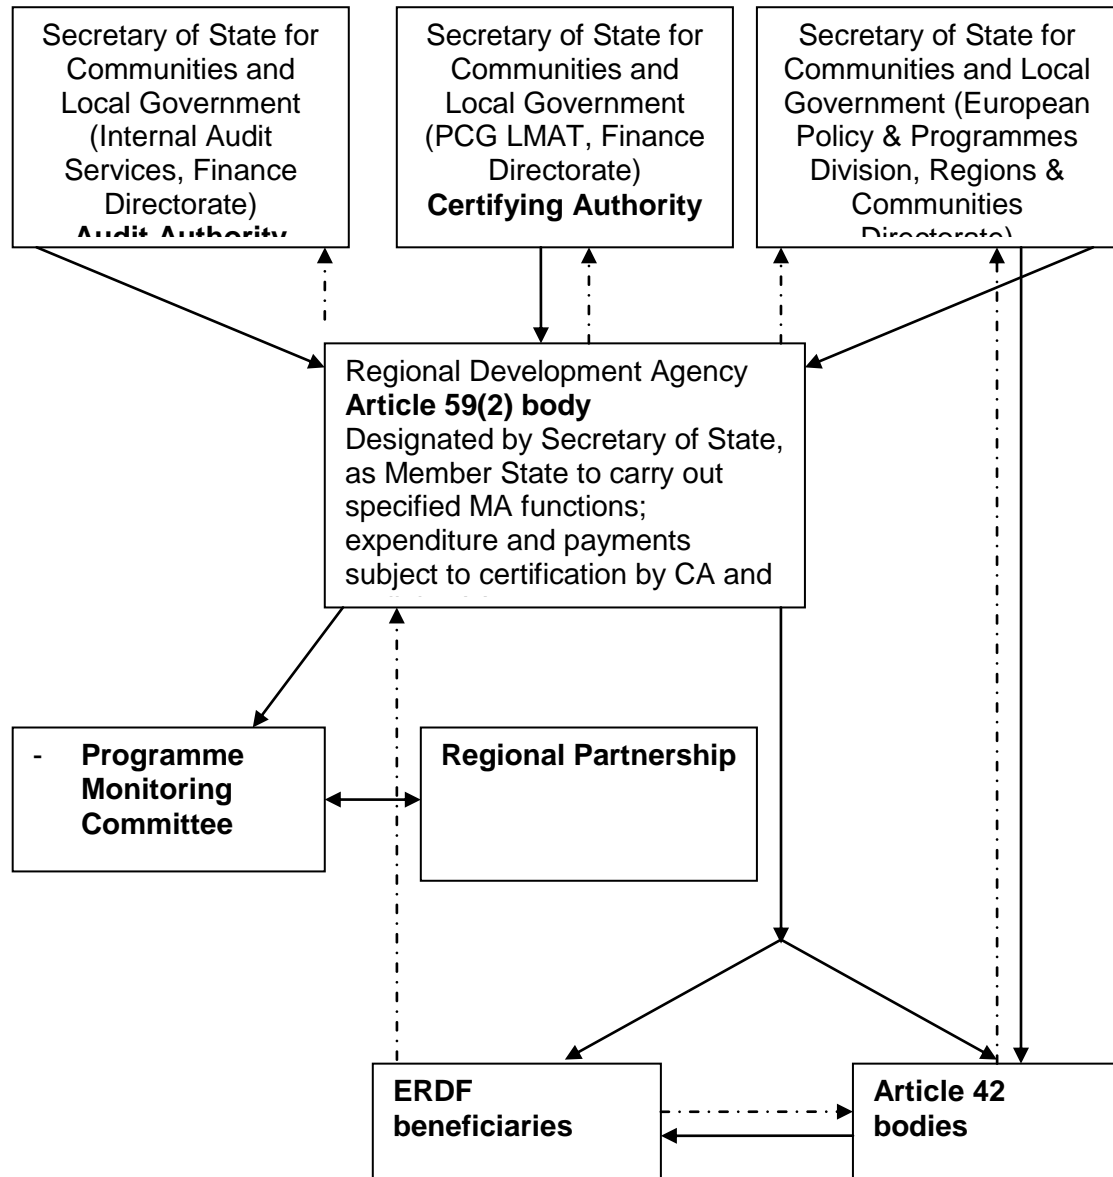 Secretary of State for
Communities and
Local Government
(Internal Audit
Services, Finance
Directorate)
Audit Authority
Secretary of State for
Communities and
Local Government
(PCG LMAT, Finance
Directorate)
Certifying Authority
Secretary of State for
Communities and Local
Government (European
Policy & Programmes
Division, Regions &
Communities
Directorate)
Regional Development Agency
Article 59(2) body
Designated by Secretary of State,
as Member State to carry out
specified MA functions;
expenditure and payments
subject to certification by CA and
- Programme
Monitoring
Committee
Regional Partnership
ERDF
beneficiaries
Article 42
bodies